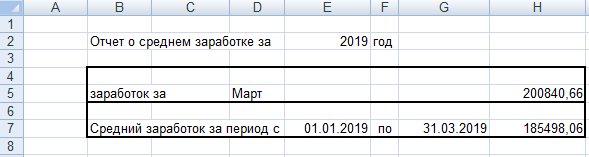 A B C D E F G H
1
2 Отчет о среднем заработке за 2019 год
3
4
5 заработок за Март 200840,66
6
7 Средний заработок за период с 01.01.2019 по 31.03.2019 185498,06
8